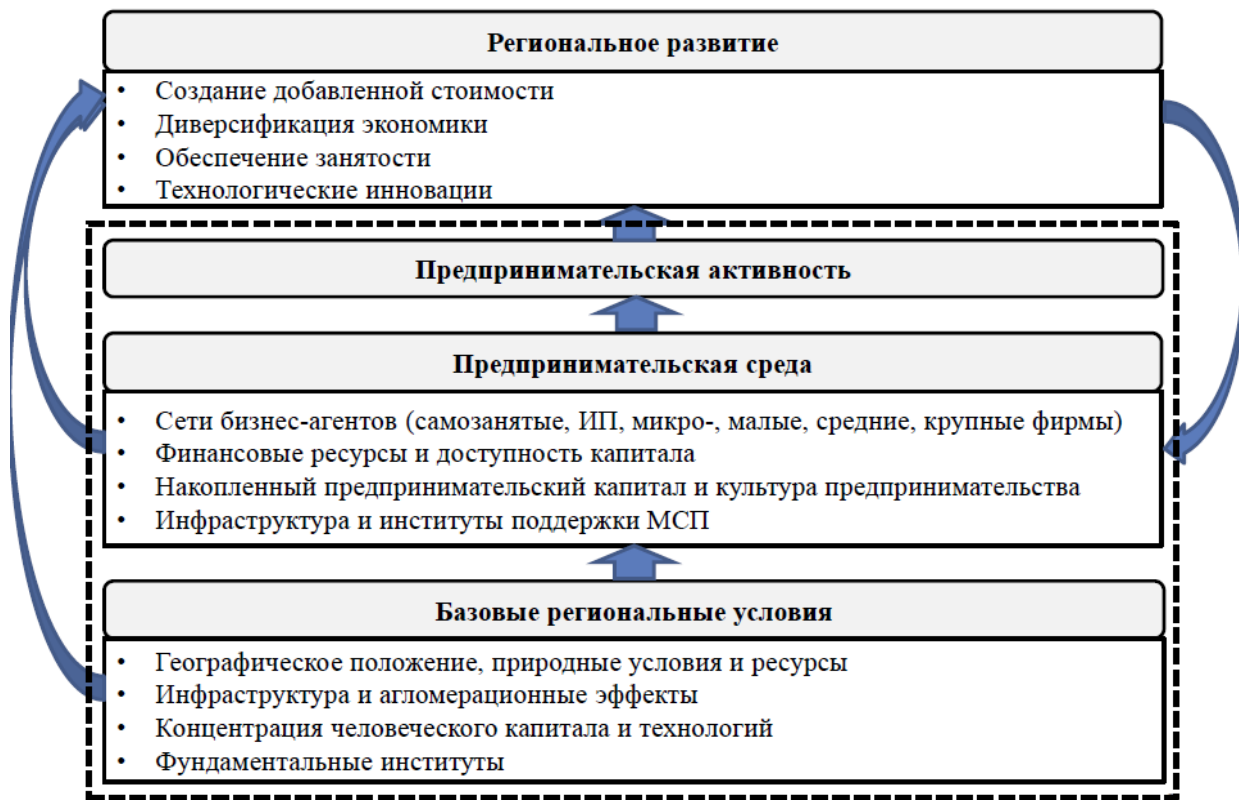 Региональное развитие
• Создание добавленной стоимости
• Диверсификация экономики
• Обеспечение занятости
• Технологические инновации
Предпринимательская активность
Предпринимательская среда
• Сети бизнес-агентов (самозанятые, ИП, микро-, малые, средние, крупные фирмы)
• Финансовые ресурсы и доступность капитала
• Накопленный предпринимательский капитал и культура предпринимательства
• Инфраструктура и институты поддержки МСП
Базовые региональные условия
• Географическое положение, природные условия и ресурсы
• Инфраструктура и агломерационные эффекты
• Концентрация человеческого капитала и технологий
• Фундаментальные институты